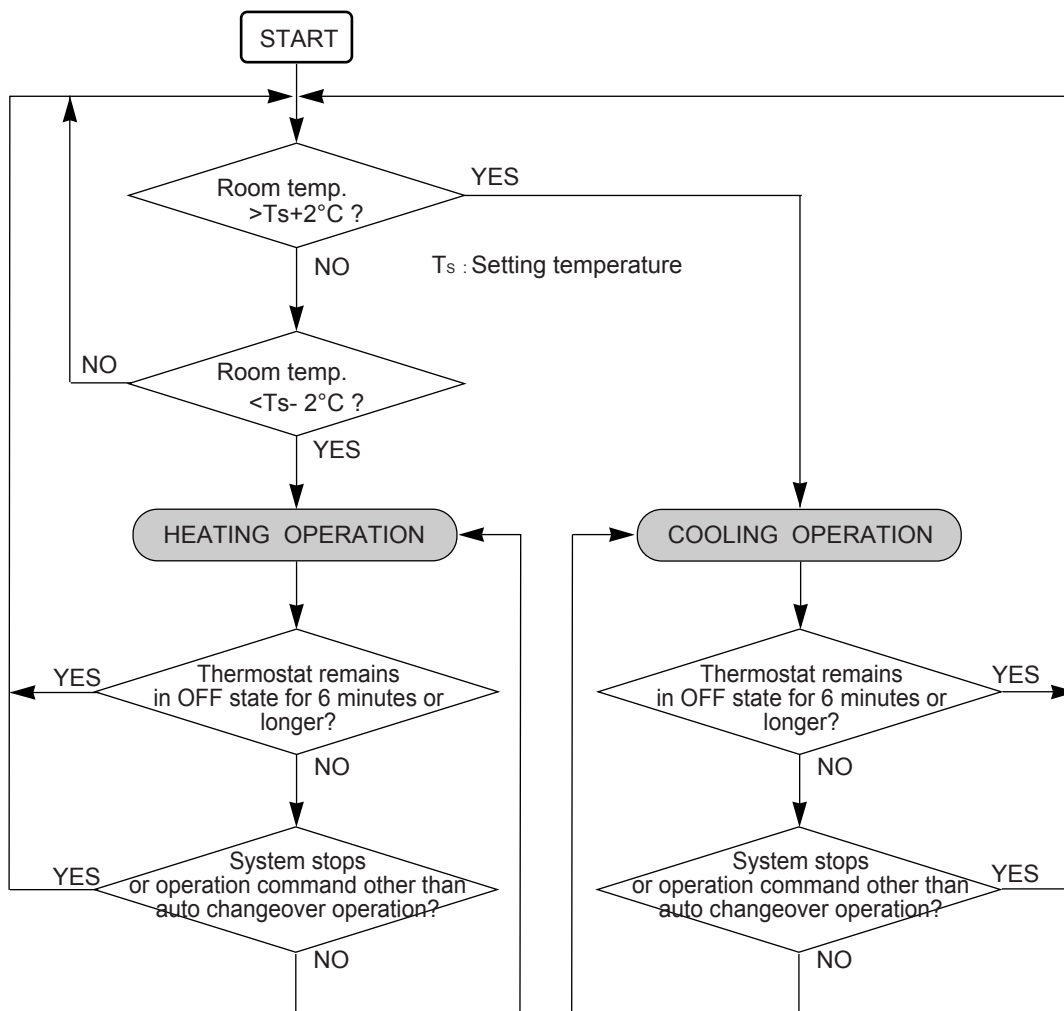 START
Room temp.
>Ts+2°C ?
YES
NO
Ts : Setting temperature
NO
Room temp.
<Ts- 2°C ?
YES
HEATING OPERATION
COOLING OPERATION
YES
Thermostat remains
in OFF state for 6 minutes or
longer?
NO
Thermostat remains
in OFF state for 6 minutes or
longer?
YES
NO
YES
System stops
or operation command other than
auto changeover operation?
NO
System stops
or operation command other than
auto changeover operation?
YES
NO